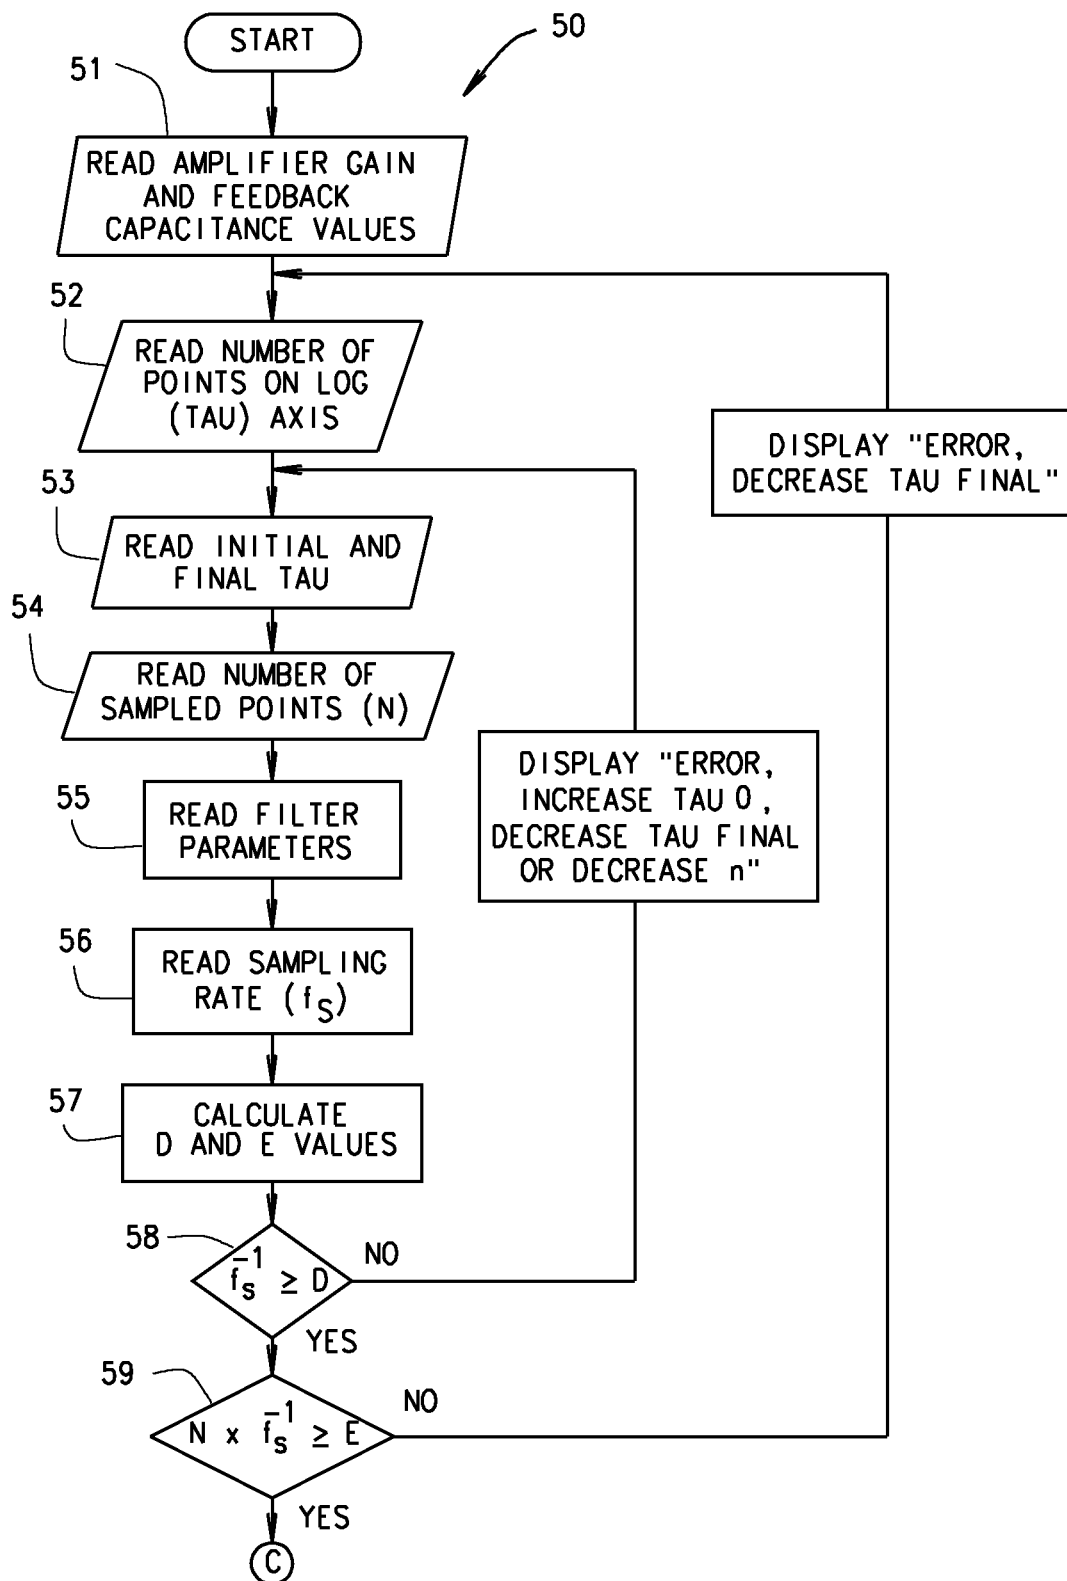 START
50
51
READ AMPLIFIER GAIN
AND FEEDBACK
CAPACITANCE VALUES
52
READ NUMBER OF
POINTS ON LOG
(TAU) AXIS
DISPLAY "ERROR,
DECREASE TAU FINAL"
53
READ INITIAL AND
FINAL TAU
54
READ NUMBER OF
SAMPLED POINTS (N)
DISPLAY "ERROR,
INCREASE TAU 0,
DECREASE TAU FINAL
OR DECREASE n"
55
READ FILTER
PARAMETERS
56
READ SAMPLING
RATE (fS)
57
CALCULATE
D AND E VALUES
58
fs⁻¹ ≥ D
NO
YES
59
N x fs⁻¹ ≥ E
NO
YES
C